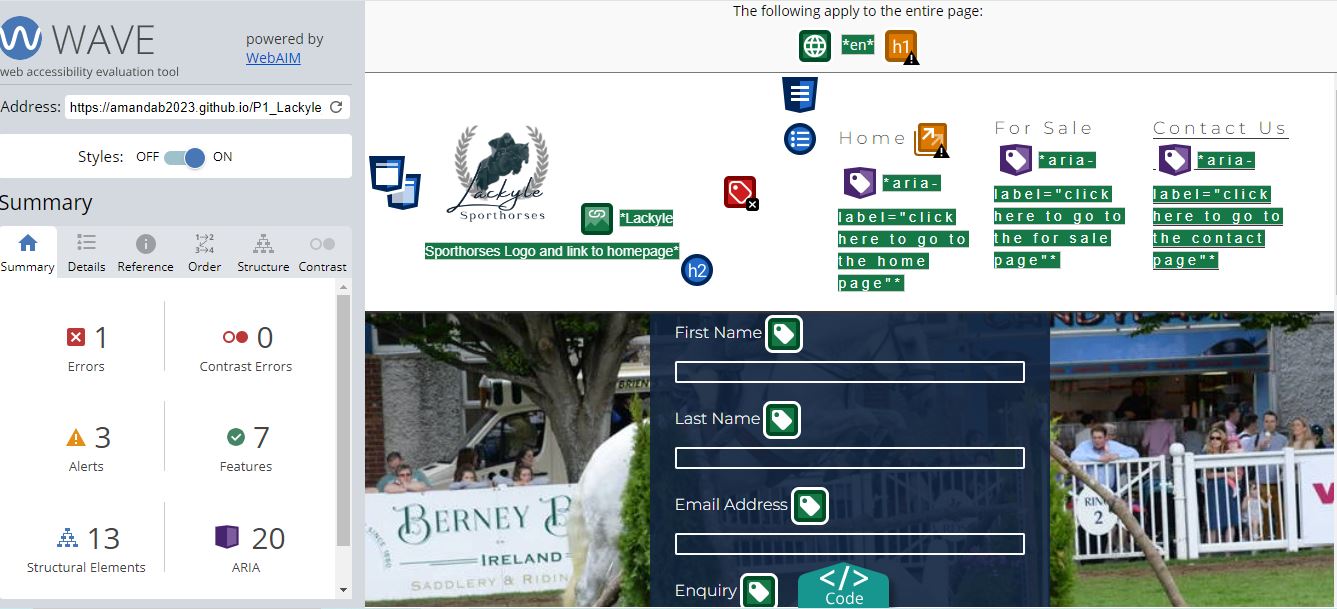 WAVE
web accessibility evaluation tool
powered by
WebAIM
Address: https://amandab2023.github.io/P1_Lackyle
Styles: OFF ON
Summary
Summary Details Reference Order Structure Contrast
1
Errors
0
Contrast Errors
3
Alerts
7
Features
13
Structural Elements
20
ARIA
The following apply to the entire page:
*en* h1
Lackyle
Sporthorses
*Lackyle
Sporthorses Logo and link to homepage*
h2
Home
*aria-
label="click
here to go to
the home
page"*
For Sale
*aria-
label="click
here to go to
the for sale
page"*
Contact Us
*aria-
label="click
here to go to
the contact
page"*
First Name
Last Name
Email Address
Enquiry
</>
Code
BERNEY B
IRELAND
SADDLERY & RIDIN
SINCE 1880
RING
2